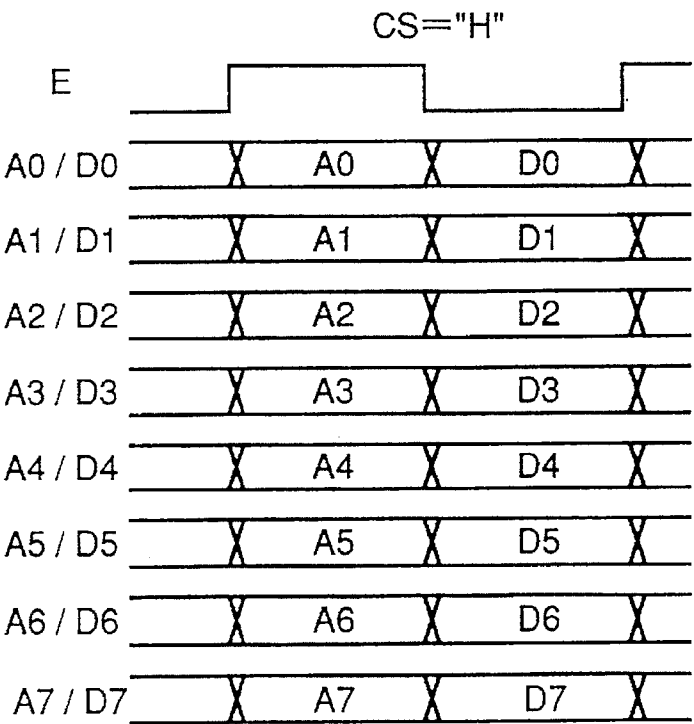 CS="H"
E
A0 / D0 A0 D0
A1 / D1 A1 D1
A2 / D2 A2 D2
A3 / D3 A3 D3
A4 / D4 A4 D4
A5 / D5 A5 D5
A6 / D6 A6 D6
A7 / D7 A7 D7